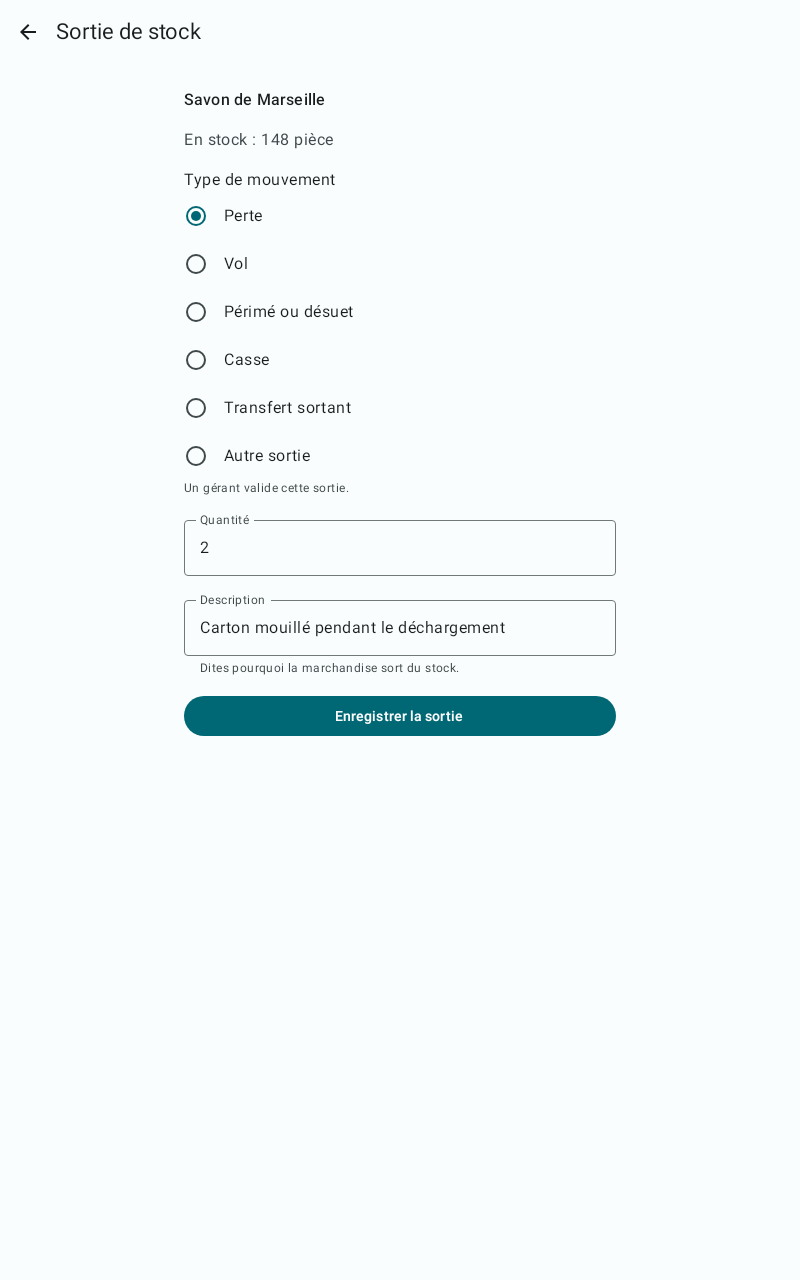 Sortie de stock
Savon de Marseille
En stock : 148 pièce
Type de mouvement
Perte
Vol
Périmé ou désuet
Casse
Transfert sortant
Autre sortie
Un gérant valide cette sortie.
Quantité
2
Description
Carton mouillé pendant le déchargement
Dites pourquoi la marchandise sort du stock.
Enregistrer la sortie